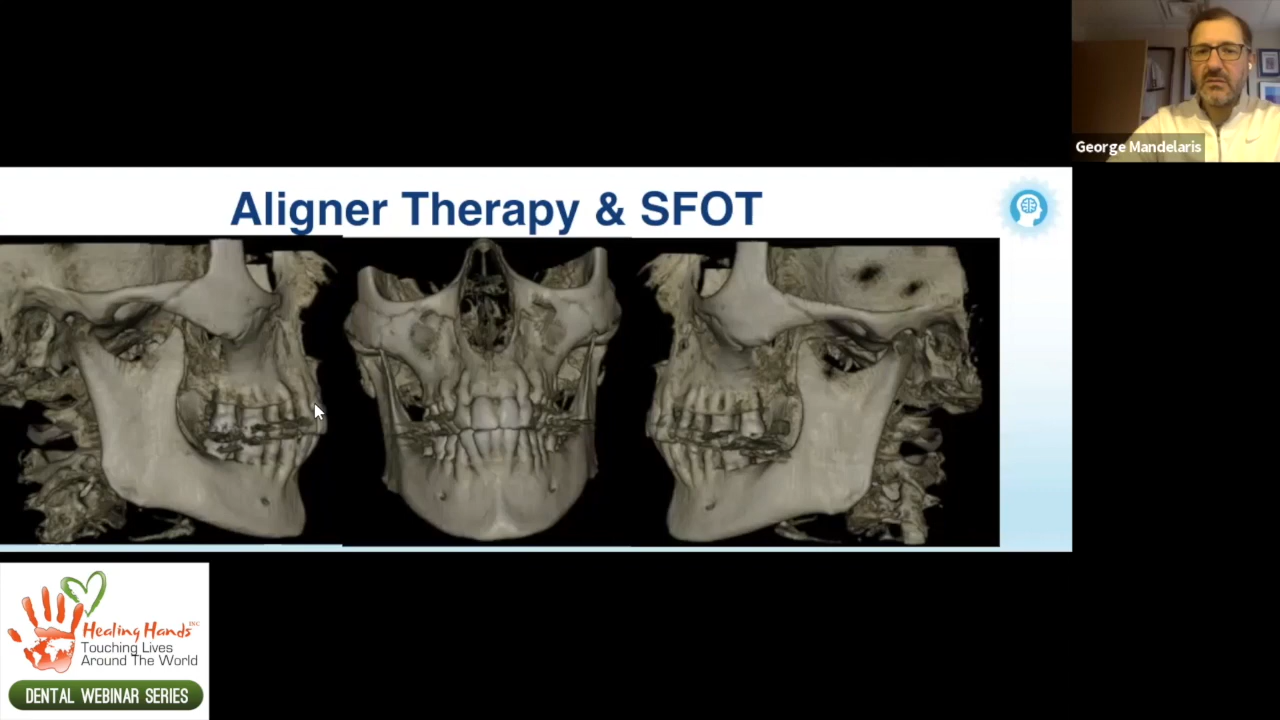 George Mandelaris
Aligner Therapy & SFOT
Healing Hands INC
Touching Lives
Around The World
DENTAL WEBINAR SERIES